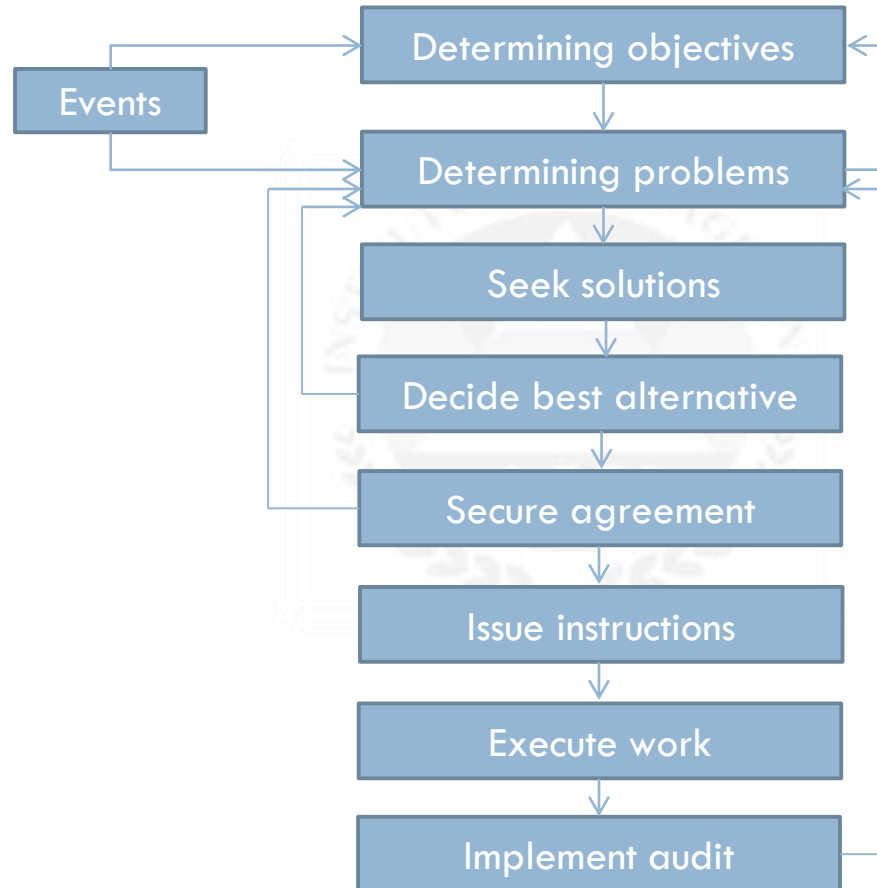 Determining objectives
Events
Determining problems
Seek solutions
Decide best alternative
Secure agreement
Issue instructions
Execute work
Implement audit